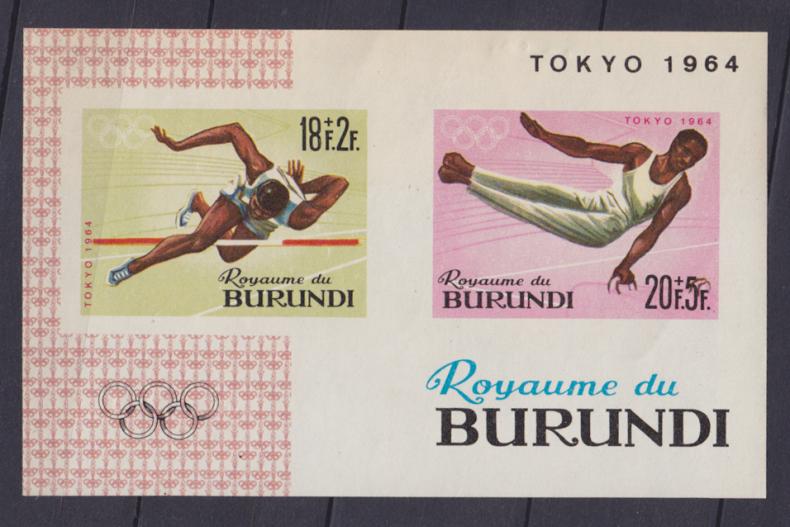 TOKYO 1964
18F.+2F.
TOKYO 1964
Royaume du
BURUNDI
TOKYO 1964
Royaume du
BURUNDI
20F.+5F.
Royaume du
BURUNDI